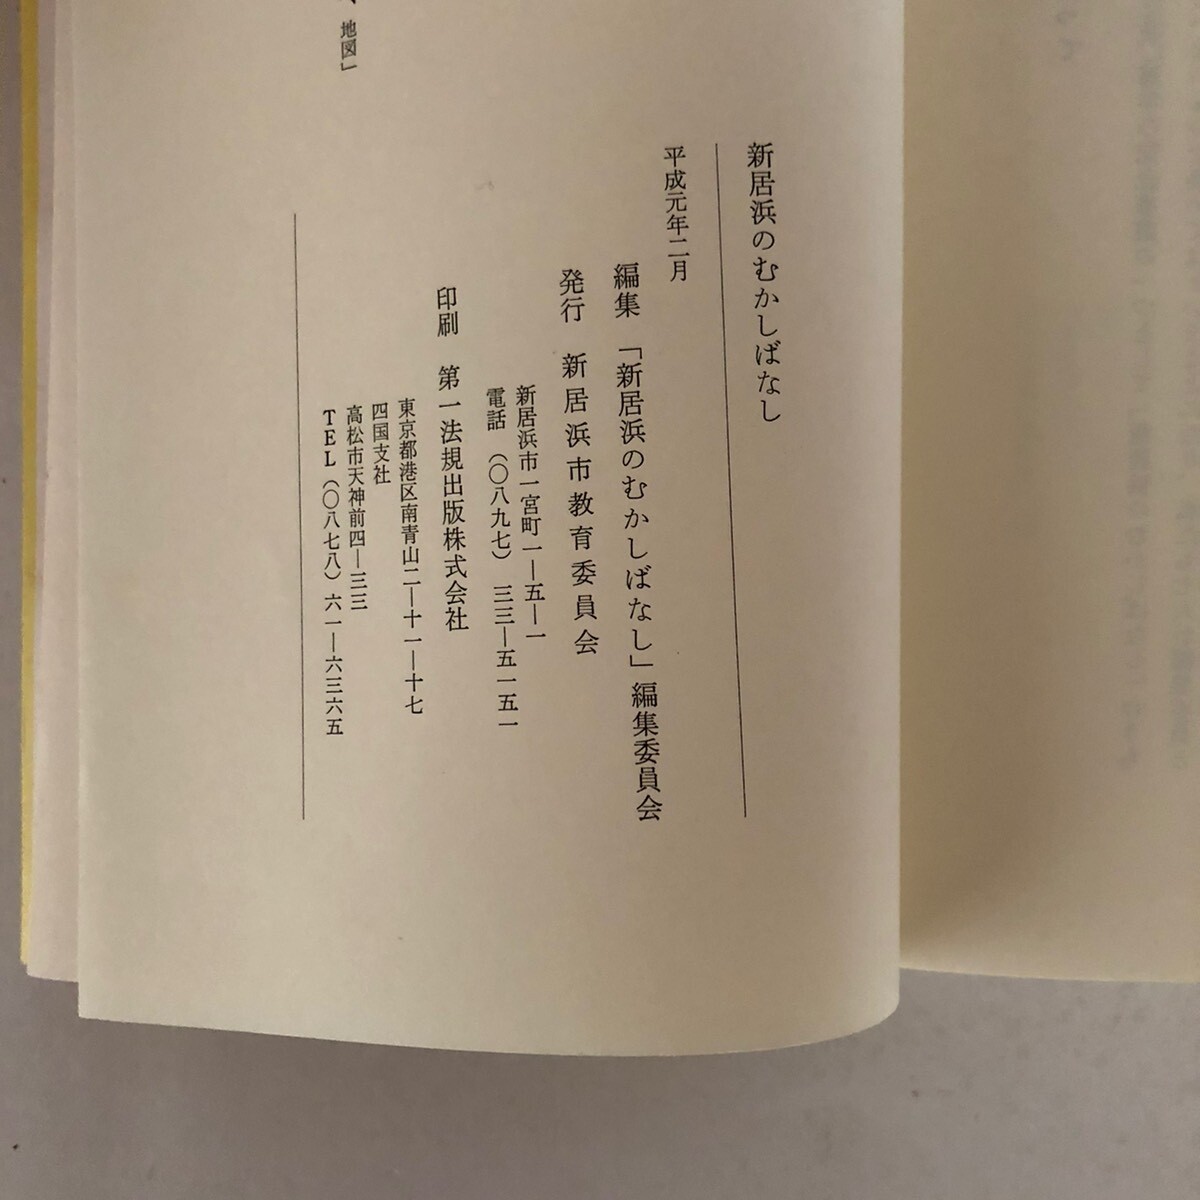 新居浜のむかしばなし
平成元年二月
編集　「新居浜のむかしばなし」編集委員会
発行　新居浜市教育委員会
新居浜市一宮町一―五―一
電話　（〇八九七）　三三―五一五一
印刷　第一法規出版株式会社
東京都港区南青山二―十一―十七
四国支社
高松市天神前四―三三
TEL（〇八七八）六一―六三六五
、地図」